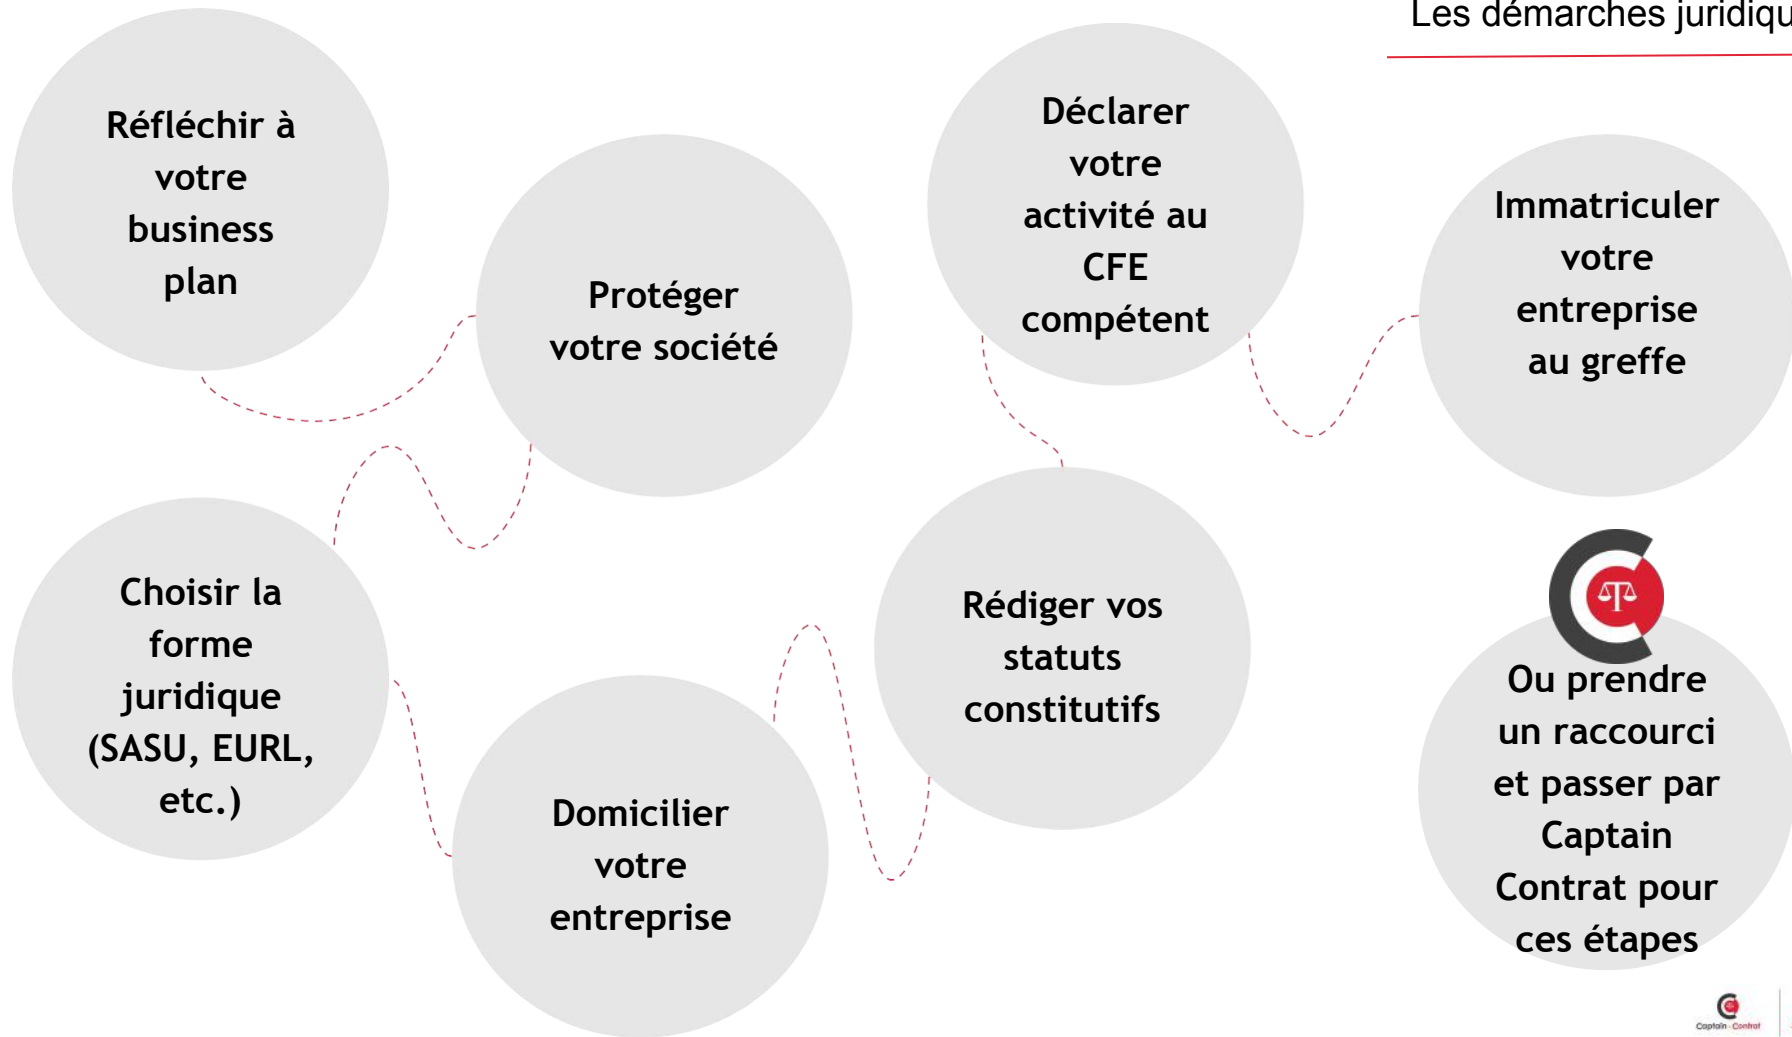 Les démarches juridiqu
Réfléchir à
votre
business
plan
Protéger
votre société
Choisir la
forme
juridique
(SASU, EURL,
etc.)
Domicilier
votre
entreprise
Rédiger vos
statuts
constitutifs
Déclarer
votre
activité au
CFE
compétent
Immatriculer
votre
entreprise
au greffe
Ou prendre
un raccourci
et passer par
Captain
Contrat pour
ces étapes
Captain-Contrat